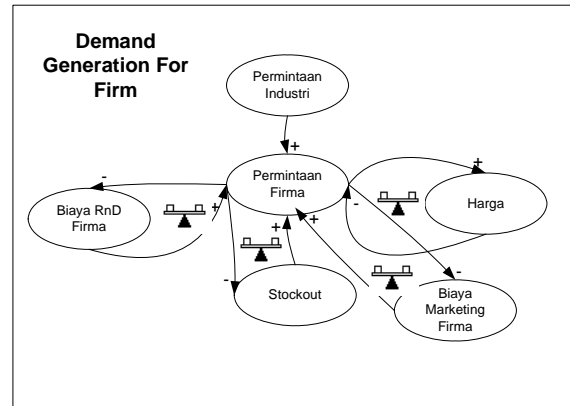 Demand
Generation For
Firm
Permintaan
Industri
+
Permintaan
Firma
-
+
Biaya RnD
Firma
+
-
Harga
+
+
-
Stockout
-
Biaya
Marketing
Firma